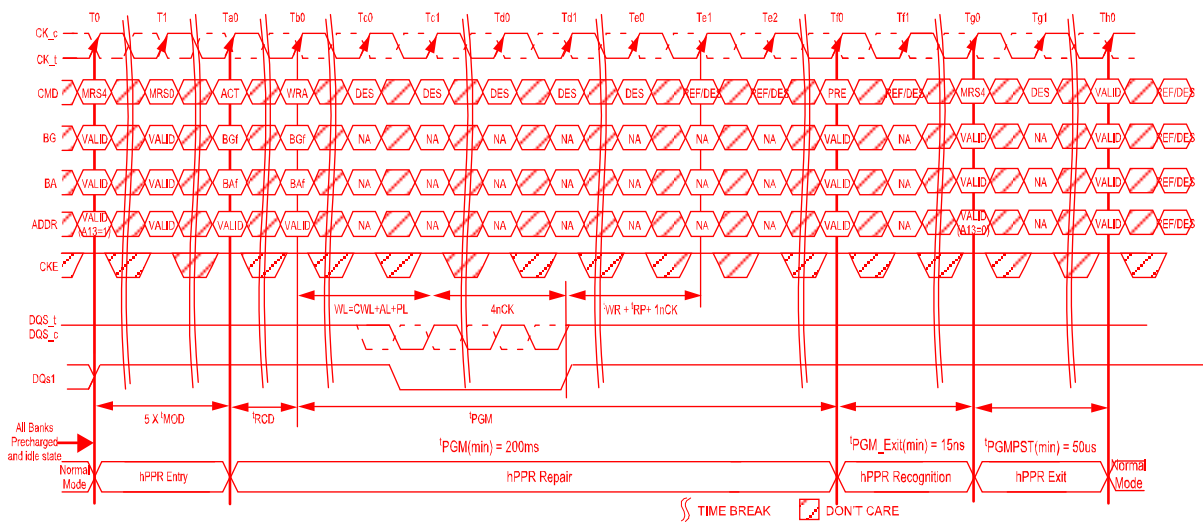 T0 T1 Ta0 Tb0 Tc0 Tc1 Td0 Td1 Te0 Te1 Te2 Tf0 Tf1 Tg0 Tg1 Th0
CK_c
CK_t
CMD MRS4 MRS0 ACT WRA DES DES DES DES DES REF/DES REF/DES PRE REF/DES MRS4 DES VALID REF/DES
BG VALID VALID BGf BGf NA NA NA NA NA NA NA VALID NA VALID NA VALID REF/DES
BA VALID VALID BAf BAf NA NA NA NA NA NA NA VALID NA VALID NA VALID REF/DES
ADDR VALID (A13=1) VALID VALID VALID NA NA NA NA NA NA NA VALID NA VALID (A13=0) NA VALID REF/DES
CKE
WL=CWL+AL+PL 4nCK tWR + tRP+ 1nCK
DQS_t
DQS_c
DQs1
5 X tMOD tRCD tPGM
All Banks
Precharged
and idle state
tPGM(min) = 200ms tPGM_Exit(min) = 15ns tPGMPST(min) = 50us
Normal Mode hPPR Entry hPPR Repair hPPR Recognition hPPR Exit Normal Mode
TIME BREAK DON'T CARE